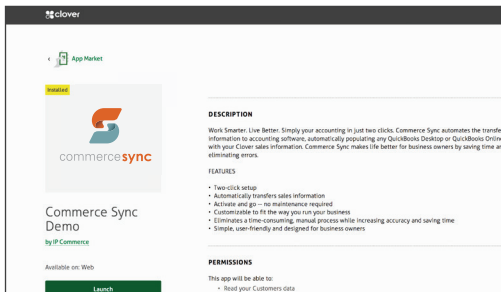 clover
App Market
Installed
commercesync
Commerce Sync
Demo
by IP Commerce
Available on: Web
Launch
DESCRIPTION
Work Smarter. Live Better. Simply your accounting in just two clicks. Commerce Sync automates the
information to accounting software, automatically populating any QuickBooks Desktop or QuickBooks
with your Clover sales information. Commerce Sync makes life better for business owners by saving time
eliminating errors.
FEATURES
• Two-click setup
• Automatically transfers sales information
• Activate and go -- no maintenance required
• Customizable to fit the way you run your business
• Eliminates a time-consuming, manual process while increasing accuracy and saving time
• Simple, user-friendly and designed for business owners
PERMISSIONS
This app will be able to:
• Read your Customers data